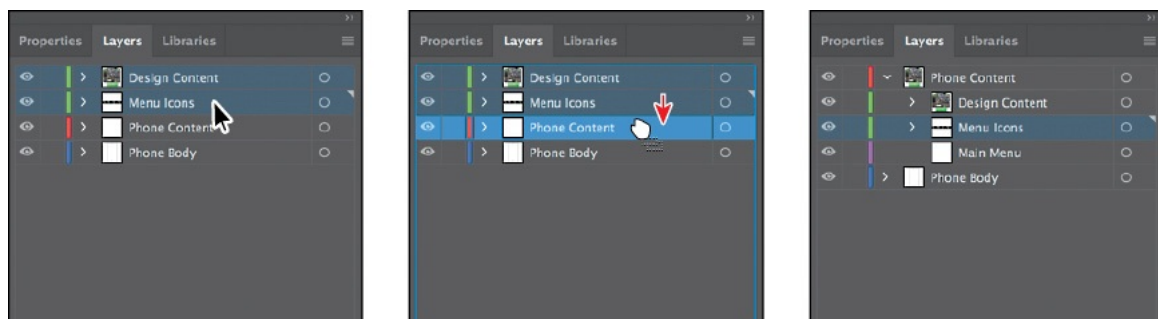 Properties Layers Libraries
Design Content
Menu Icons
Phone Content
Phone Body
Properties Layers Libraries
Design Content
Menu Icons
Phone Content
Phone Body
Properties Layers Libraries
Phone Content
Design Content
Menu Icons
Main Menu
Phone Body